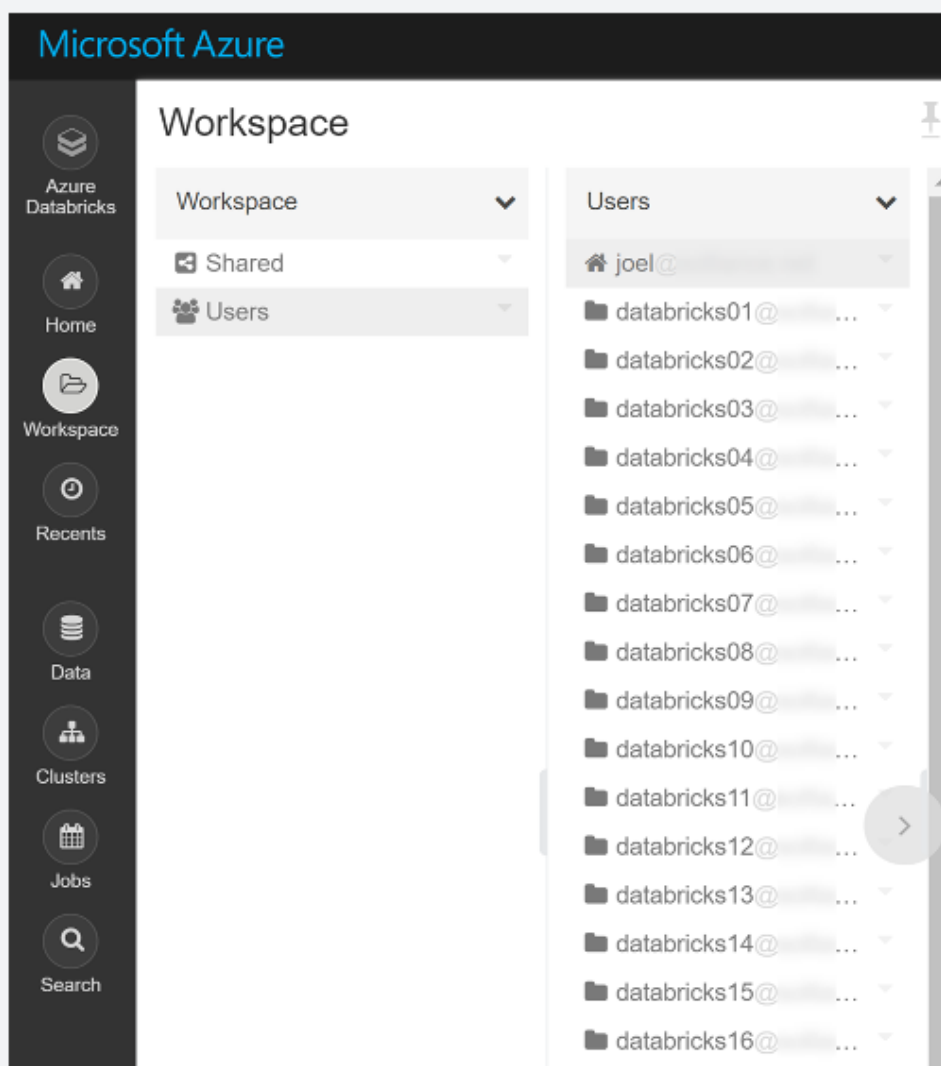 Microsoft Azure
Azure
Databricks
Home
Workspace
Recents
Data
Clusters
Jobs
Search
Workspace
Workspace
Shared
Users
Users
joel@
databricks01@ ...
databricks02@ ...
databricks03@ ...
databricks04@ ...
databricks05@ ...
databricks06@ ...
databricks07@ ...
databricks08@ ...
databricks09@ ...
databricks10@ ...
databricks11@ ...
databricks12@ ...
databricks13@ ...
databricks14@ ...
databricks15@ ...
databricks16@ ...